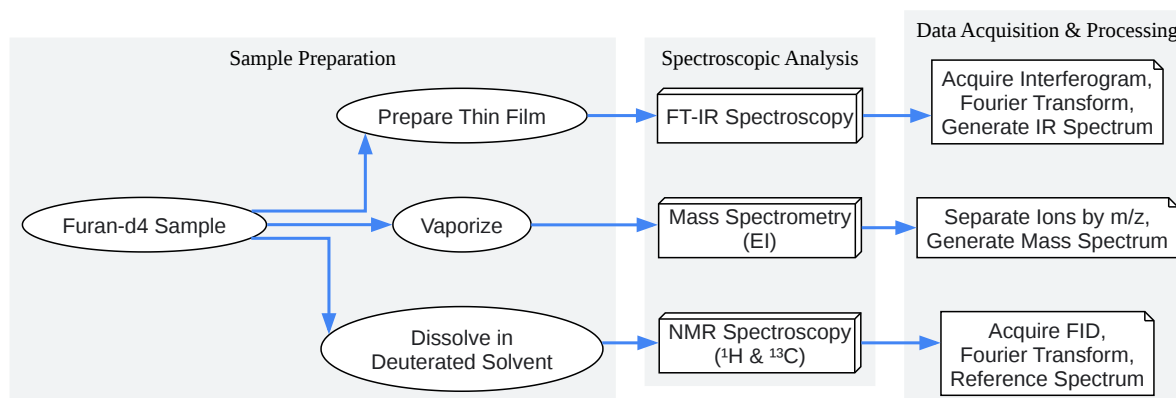 Data Acquisition & Processing
Sample Preparation
Spectroscopic Analysis
Prepare Thin Film
FT-IR Spectroscopy
Acquire Interferogram,
Fourier Transform,
Generate IR Spectrum
Furan-d4 Sample
Vaporize
Mass Spectrometry
(EI)
Separate Ions by m/z,
Generate Mass Spectrum
Dissolve in
Deuterated Solvent
NMR Spectroscopy
(¹H & ¹³C)
Acquire FID,
Fourier Transform,
Reference Spectrum